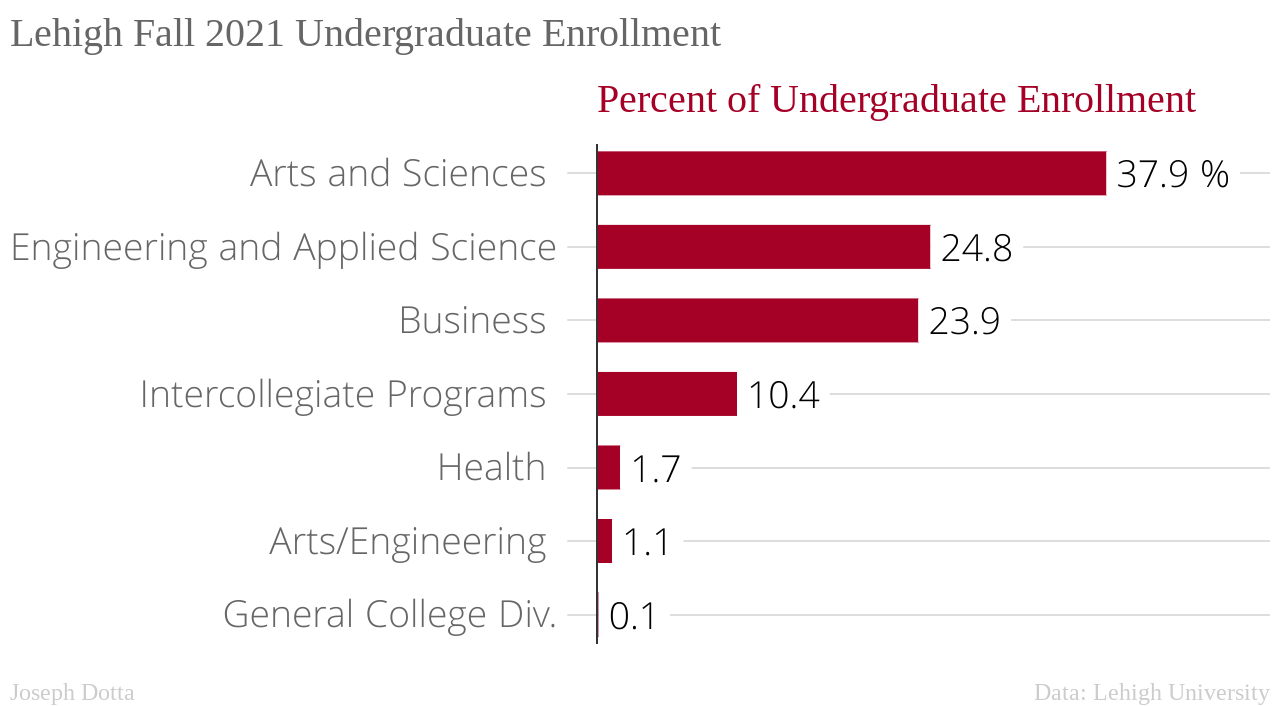 Lehigh Fall 2021 Undergraduate Enrollment
Percent of Undergraduate Enrollment
Arts and Sciences 37.9 %
Engineering and Applied Science 24.8
Business 23.9
Intercollegiate Programs 10.4
Health 1.7
Arts/Engineering 1.1
General College Div. 0.1
Joseph Dotta Data: Lehigh University